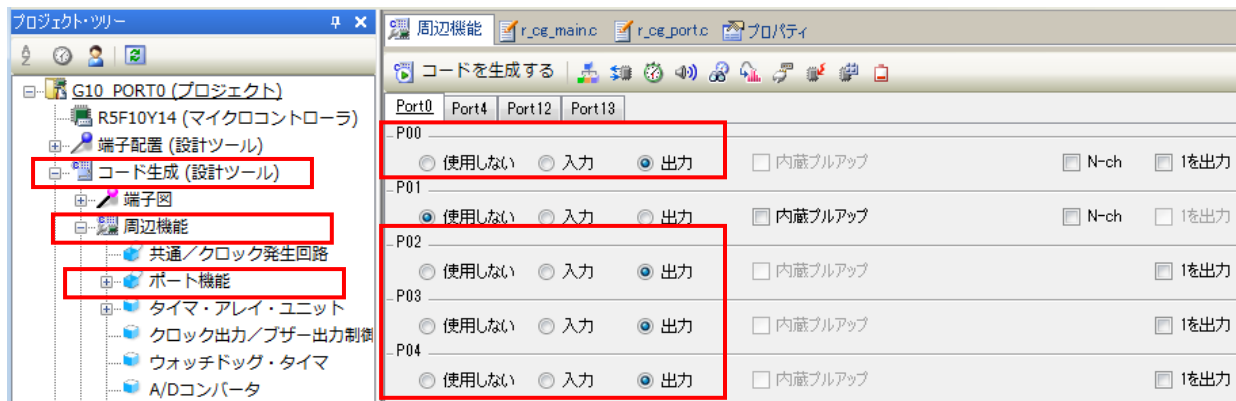 プロジェクト・ツリー
G10_PORT0 (プロジェクト)
R5F10Y14 (マイクロコントローラ)
端子配置 (設計ツール)
コード生成 (設計ツール)
端子図
周辺機能
共通／クロック発生回路
ポート機能
タイマ・アレイ・ユニット
クロック出力／ブザー出力制御
ウォッチドッグ・タイマ
A/Dコンバータ
周辺機能 r_cg_main.c r_cg_port.c プロパティ
コードを生成する
Port0 Port4 Port12 Port13
P00
使用しない 入力 出力 内蔵プルアップ N-ch 1を出力
P01
使用しない 入力 出力 内蔵プルアップ N-ch 1を出力
P02
使用しない 入力 出力 内蔵プルアップ 1を出力
P03
使用しない 入力 出力 内蔵プルアップ 1を出力
P04
使用しない 入力 出力 内蔵プルアップ 1を出力